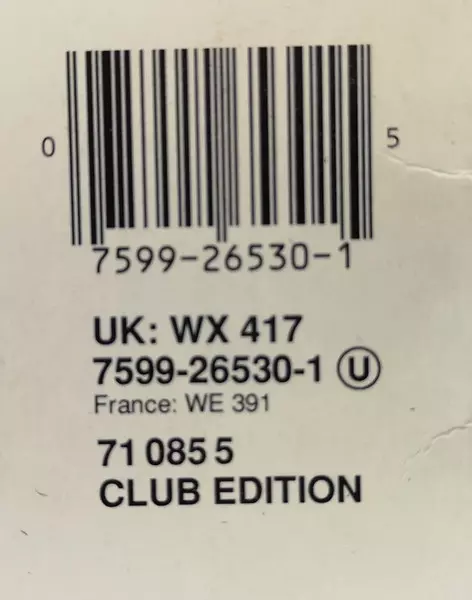 0 5
7599-26530-1
UK: WX 417
7599-26530-1 U
France: WE 391
71 085 5
CLUB EDITION